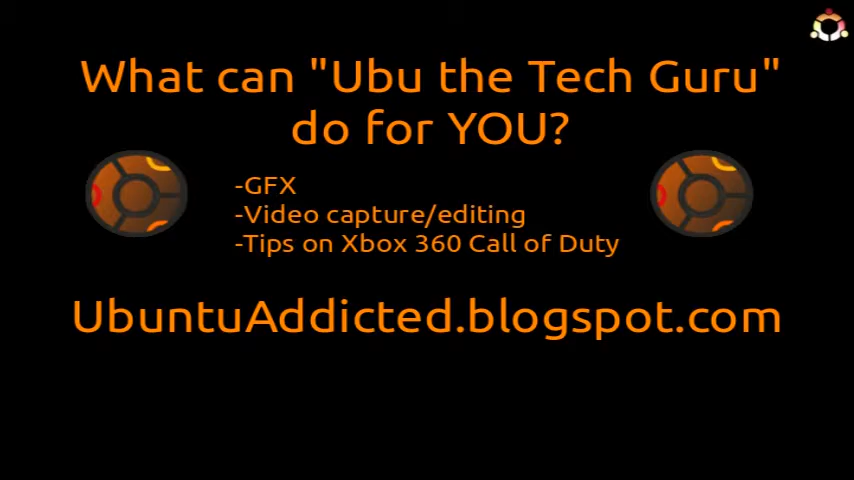 What can "Ubu the Tech Guru"
do for YOU?
-GFX
-Video capture/editing
-Tips on Xbox 360 Call of Duty
UbuntuAddicted.blogspot.com